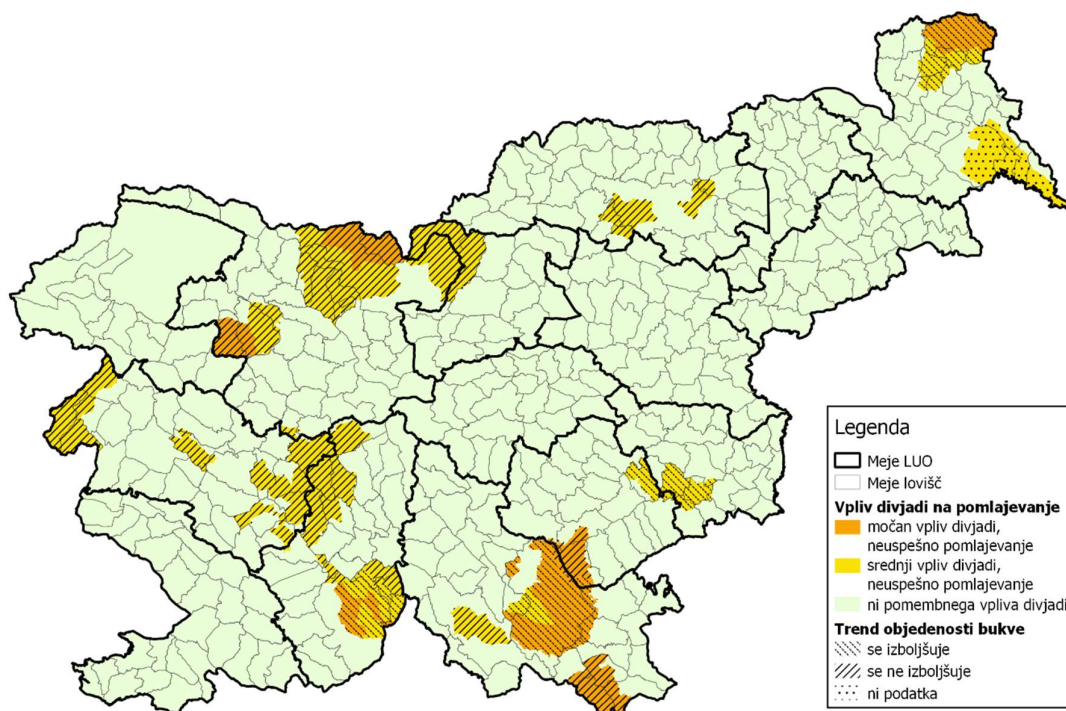 Legenda
Meje LUO
Meje lovišč
Vpliv divjadi na pomlajevanje
močan vpliv divjadi,
neuspešno pomlajevanje
srednji vpliv divjadi,
neuspešno pomlajevanje
ni pomembnega vpliva divjadi
Trend objedenosti bukve
se izboljšuje
se ne izboljšuje
ni podatka